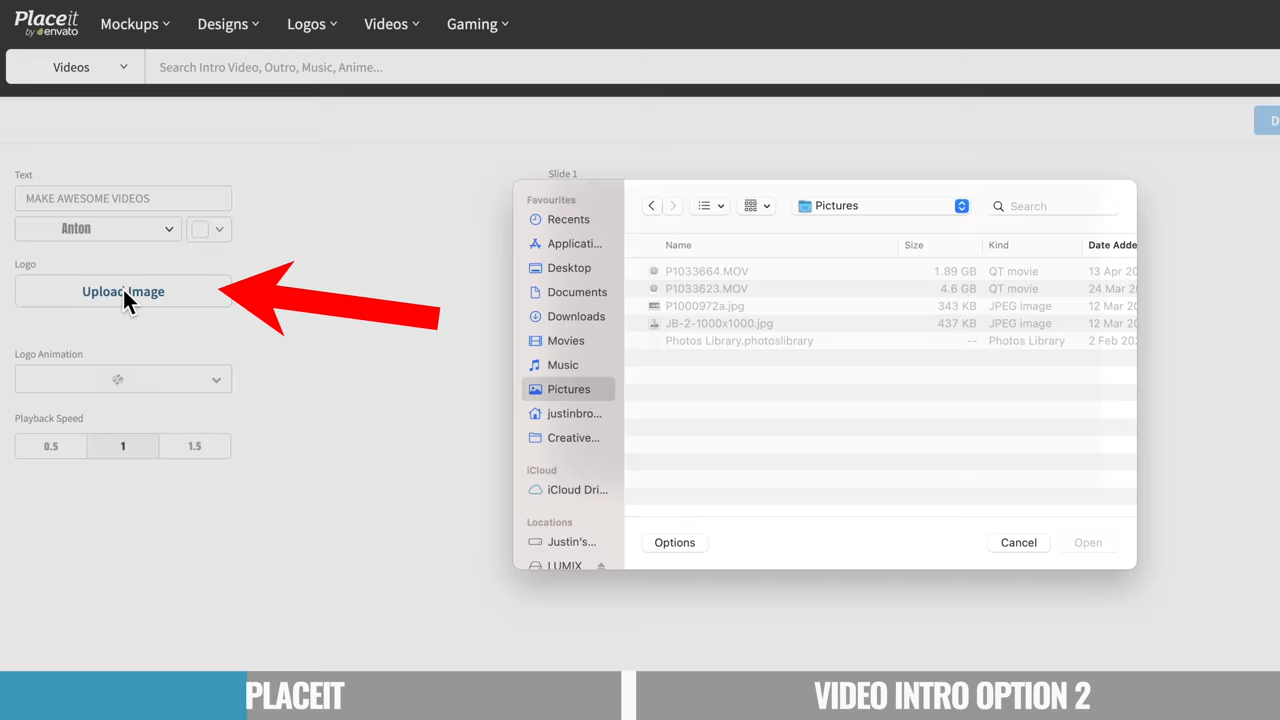 Placeit
by envato
Mockups
Designs
Logos
Videos
Gaming
Videos
Search Intro Video, Outro, Music, Anime...
D
Text
MAKE AWESOME VIDEOS
Anton
Logo
Upload Image
Logo Animation
Playback Speed
0.5 1 1.5
Slide 1
Favourites
Recents
Applicati...
Desktop
Documents
Downloads
Movies
Music
Pictures
justinbro...
Creative...
iCloud
iCloud Dri...
Locations
Justin's...
LUMIX
Pictures
Search
Name Size Kind Date Adde
P1033664.MOV 1.89 GB QT movie 13 Apr 20
P1033623.MOV 4.6 GB QT movie 24 Mar 20
P1000972a.jpg 343 KB JPEG image 12 Mar 20
JB-2-1000x1000.jpg 437 KB JPEG image 12 Mar 20
Photos Library.photoslibrary -- Photos Library 2 Feb 202
Options
Cancel
Open
PLACEIT
VIDEO INTRO OPTION 2